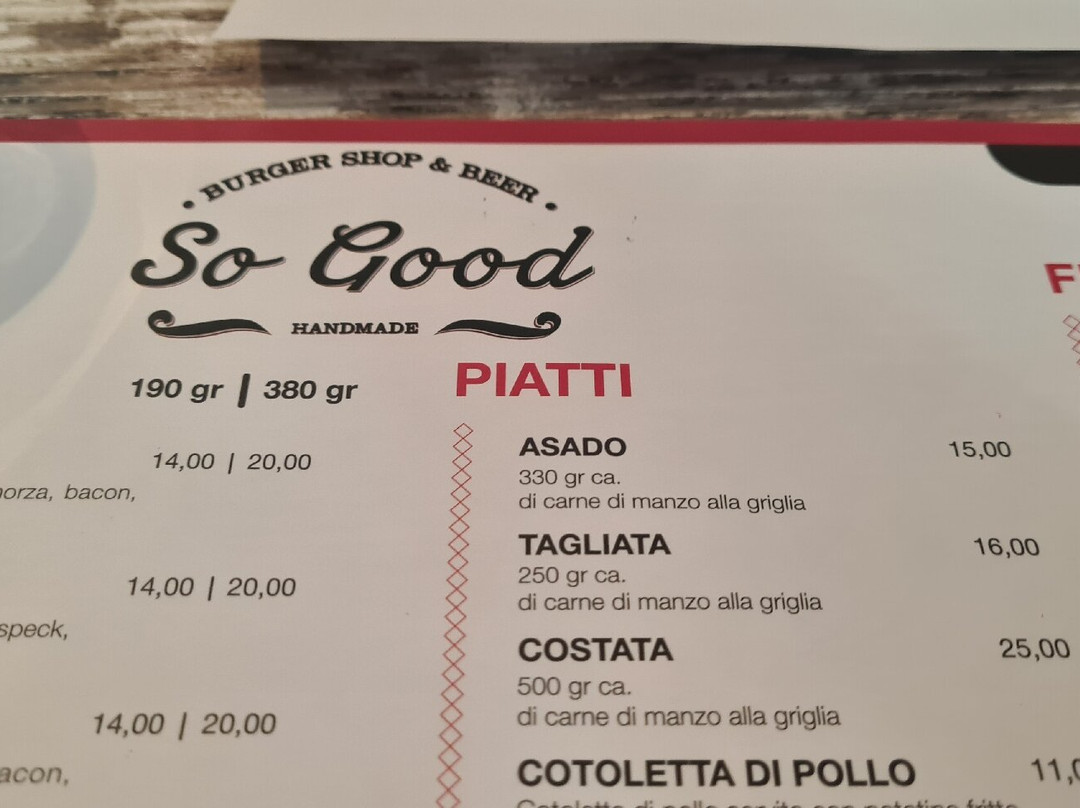 • BURGER SHOP & BEER •
So Good
HANDMADE
190 gr | 380 gr
14,00 | 20,00
bacon,
14,00 | 20,00
speck,
14,00 | 20,00
PIATTI
ASADO 15,00
330 gr ca.
di carne di manzo alla griglia
TAGLIATA 16,00
250 gr ca.
di carne di manzo alla griglia
COSTATA 25,00
500 gr ca.
di carne di manzo alla griglia
COTOLETTA DI POLLO